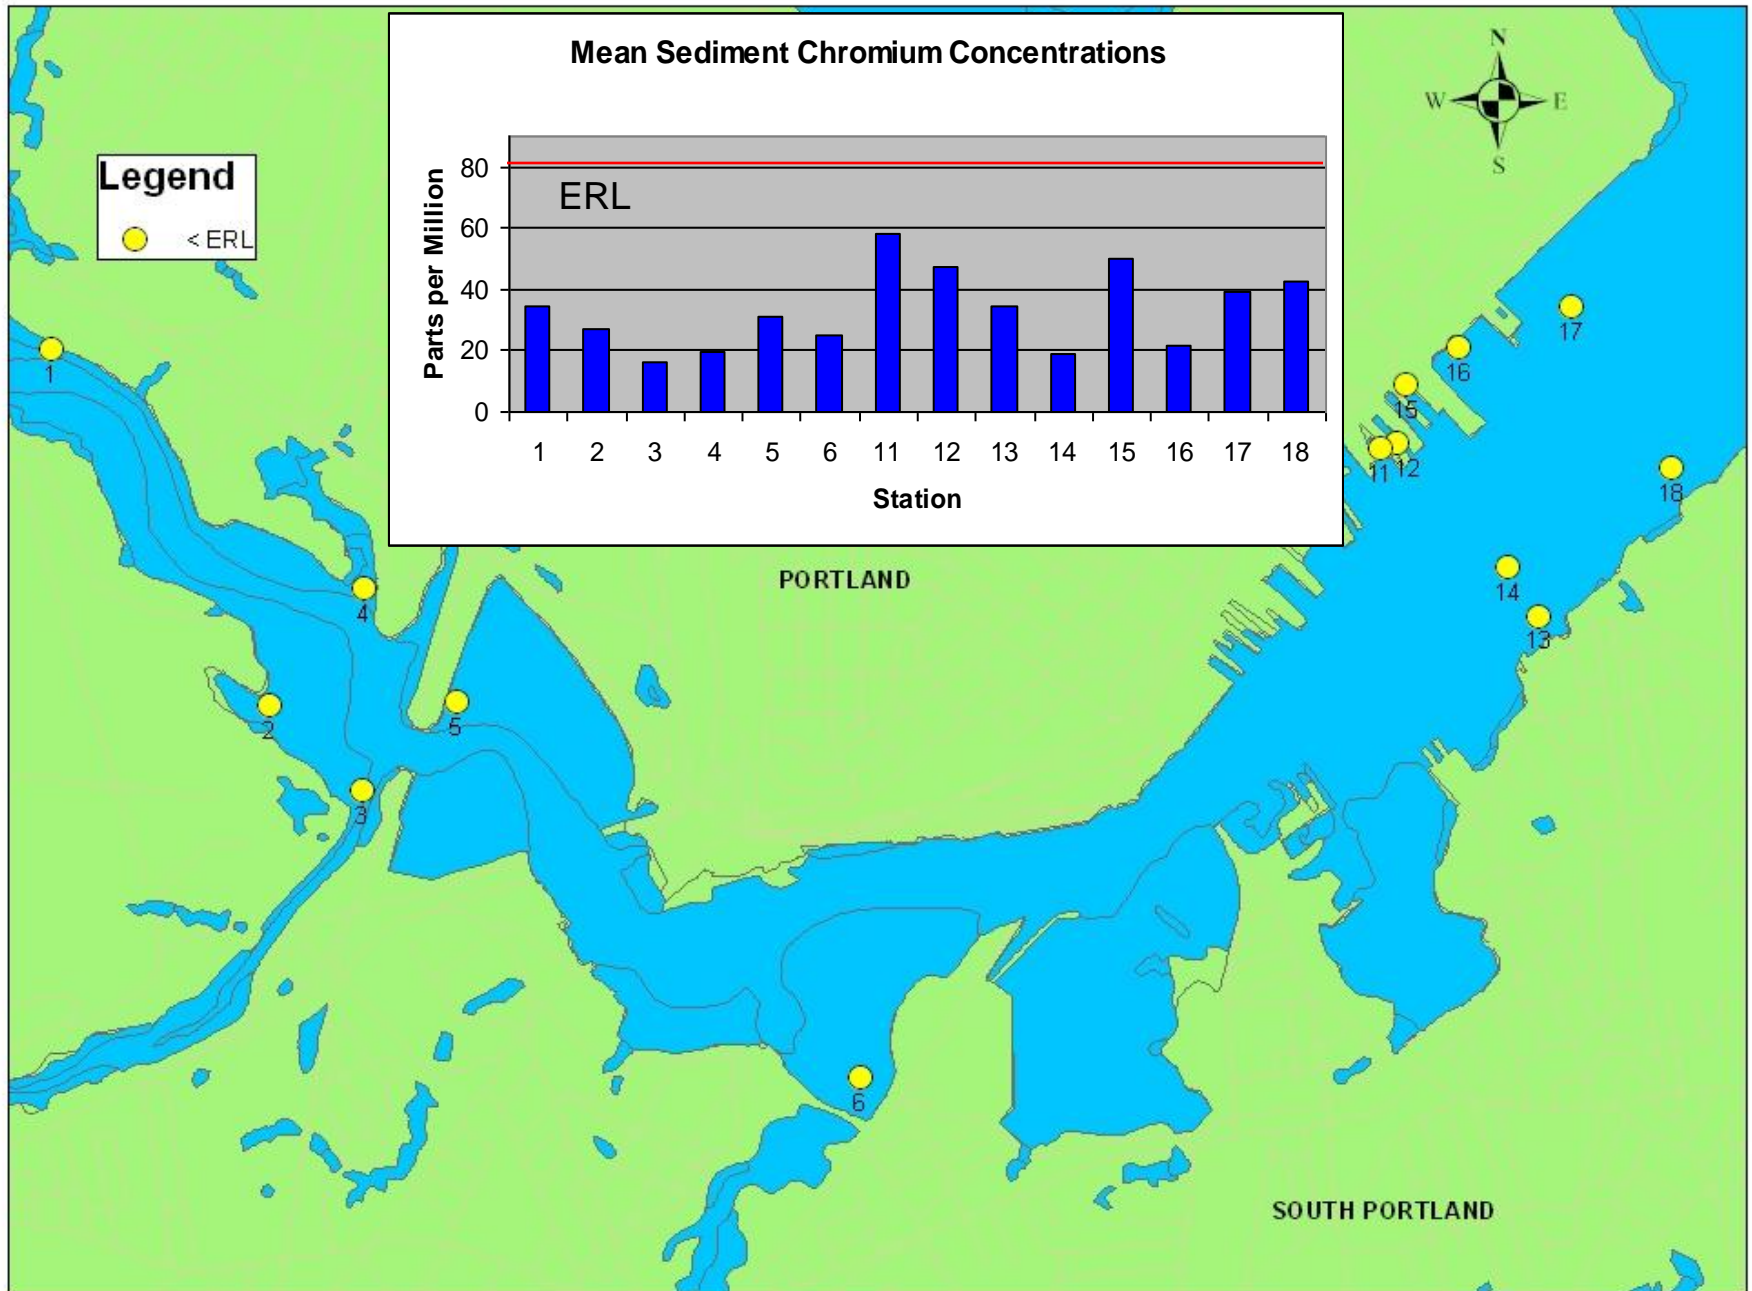 Mean Sediment Chromium Concentrations
N
W E
S
Legend
< ERL
Parts per Million
80
60
40
20
0
ERL
1 2 3 4 5 6 11 12 13 14 15 16 17 18
Station
1
17
16
15
11 12
18
PORTLAND
14
4
13
2
5
3
6
SOUTH PORTLAND